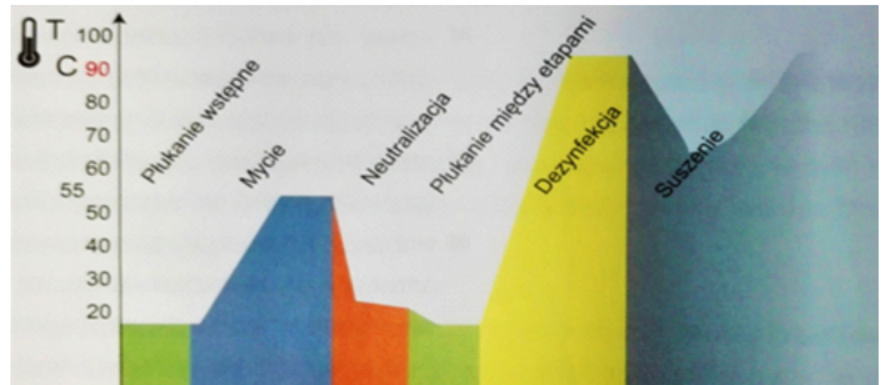 T
C
100
90
80
70
60
55
50
40
30
20
Płukanie wstępne
Mycie
Neutralizacja
Płukanie między etapami
Dezynfekcja
Suszenie